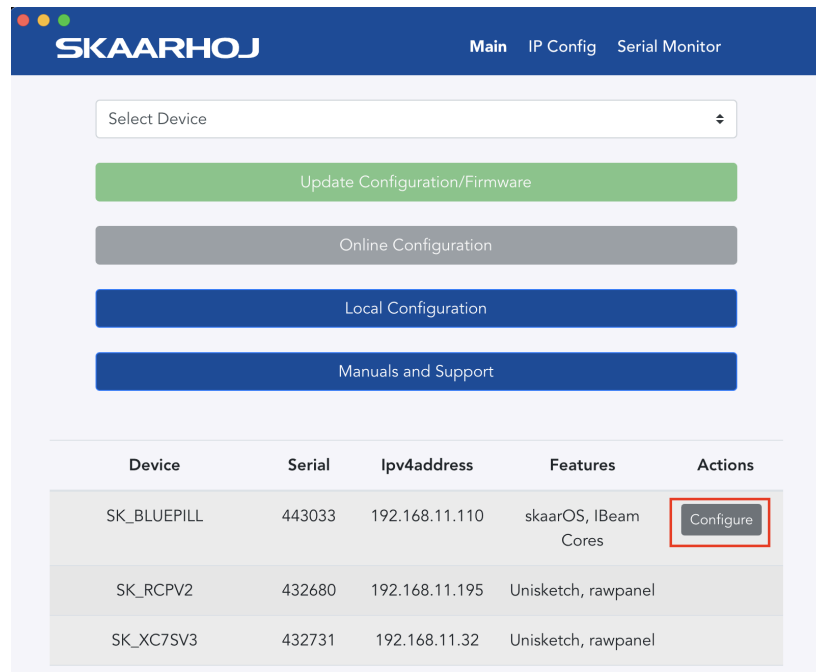 SKAARHOJ
Main IP Config Serial Monitor
Select Device
Update Configuration/Firmware
Online Configuration
Local Configuration
Manuals and Support
Device Serial Ipv4address Features Actions
SK_BLUEPILL 443033 192.168.11.110 skaarOS, IBeam Configure
Cores
SK_RCPV2 432680 192.168.11.195 Unisketch, rawpanel
SK_XC7SV3 432731 192.168.11.32 Unisketch, rawpanel